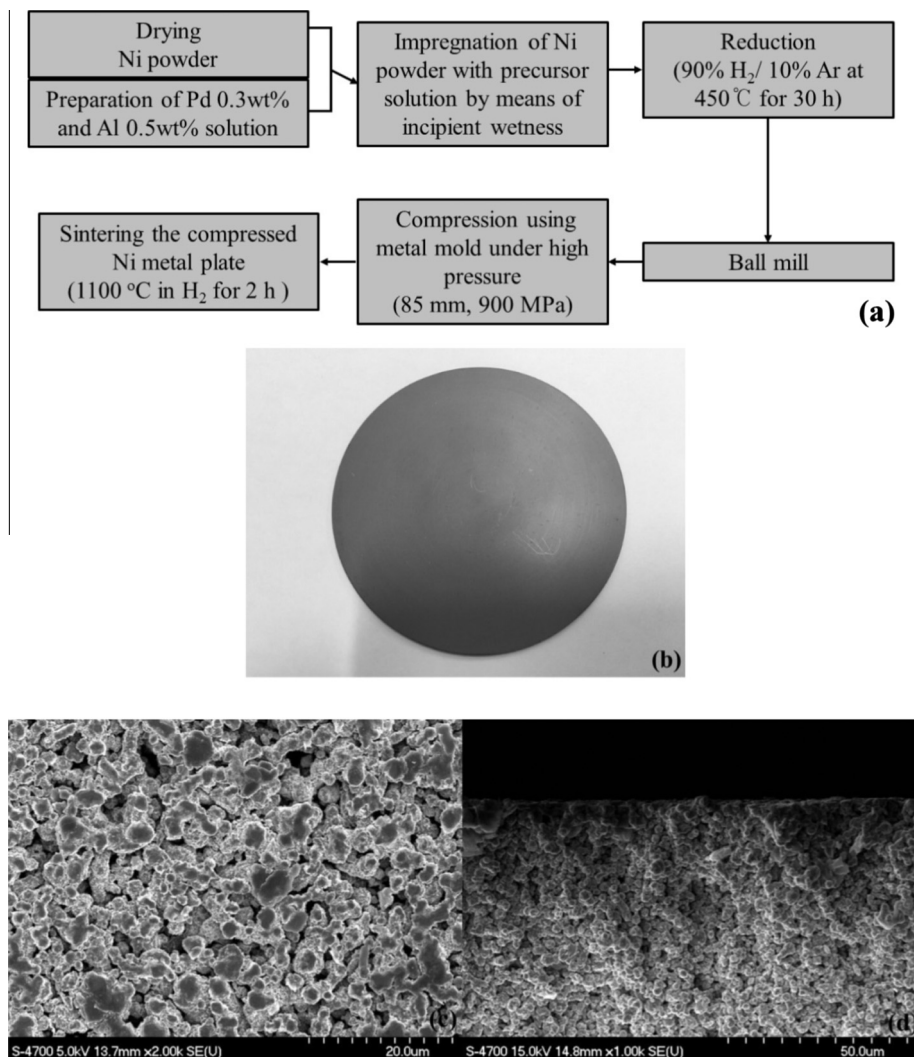 Drying
Ni powder
Preparation of Pd 0.3wt%
and Al 0.5wt% solution
Impregnation of Ni
powder with precursor
solution by means of
incipient wetness
Reduction
(90% H₂/ 10% Ar at
450℃ for 30 h)
Sintering the compressed
Ni metal plate
(1100 ºC in H₂ for 2 h )
Compression using
metal mold under high
pressure
(85 mm, 900 MPa)
Ball mill
(a)
(b)
(c)
(d
S-4700 5.0kV 13.7mm x2.00k SE(U) 20.0um
S-4700 15.0kV 14.8mm x1.00k SE(U) 50.0um